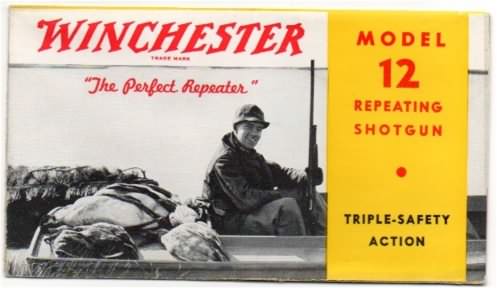 WINCHESTER
TRADE MARK
"The Perfect Repeater"
MODEL
12
REPEATING
SHOTGUN
•
TRIPLE-SAFETY
ACTION